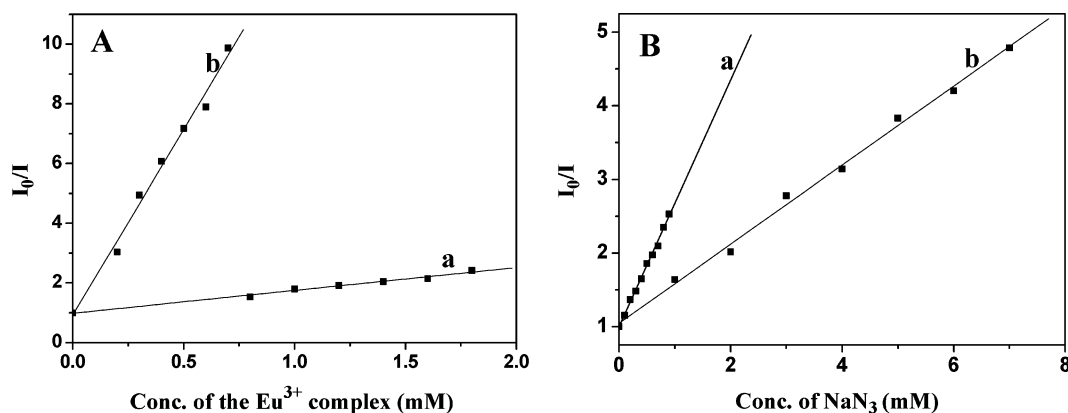 A
b
a
I₀/I
10
8
6
4
2
0
0.0
0.5
1.0
1.5
2.0
Conc. of the Eu³⁺ complex (mM)
B
a
b
I₀/I
5
4
3
2
1
0
2
4
6
8
Conc. of NaN₃ (mM)